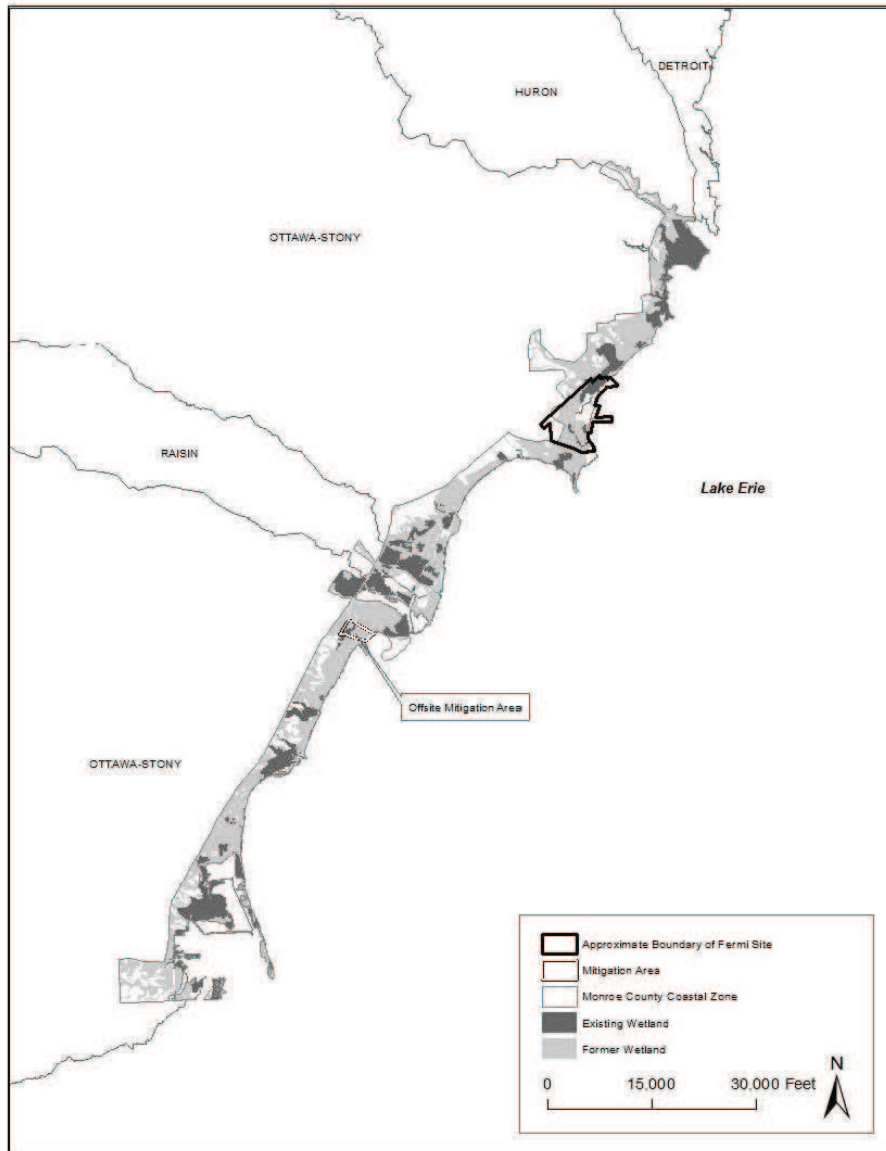 DETROIT
HURON
OTTAWA-STONY
RAISIN
Lake Erie
Offsite Mitigation Area
OTTAWA-STONY
Approximate Boundary of Fermi Site
Mitigation Area
Monroe County Coastal Zone
Existing Wetland
Former Wetland
N
0 15,000 30,000 Feet